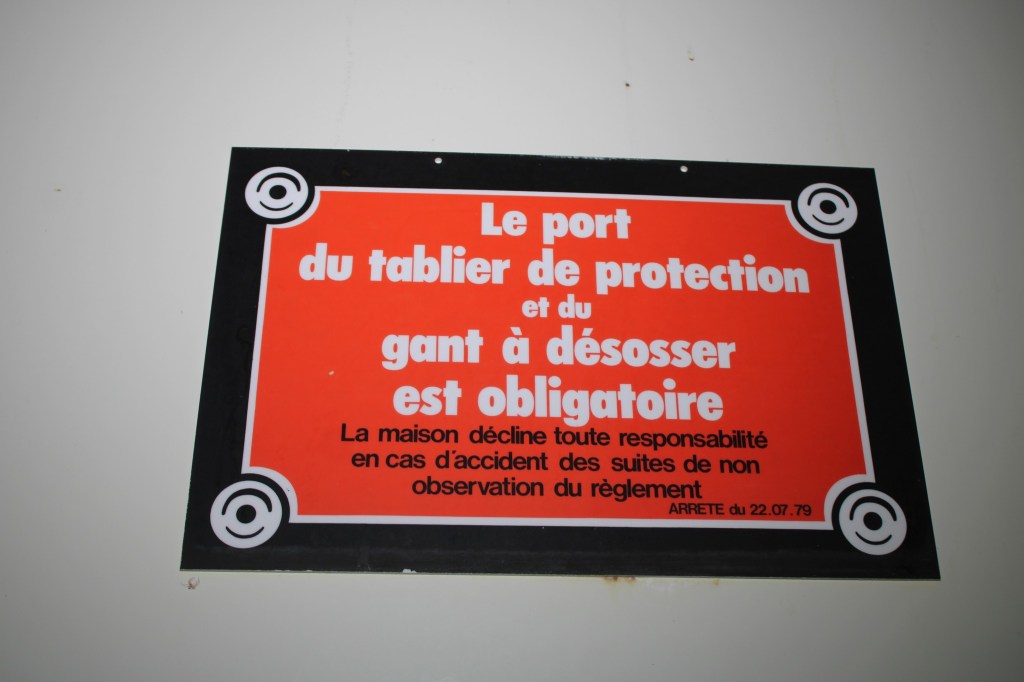 Le port
du tablier de protection
et du
gant à désosser
est obligatoire
La maison décline toute responsabilité
en cas d'accident des suites de non
observation du règlement
ARRETE du 22.07.79